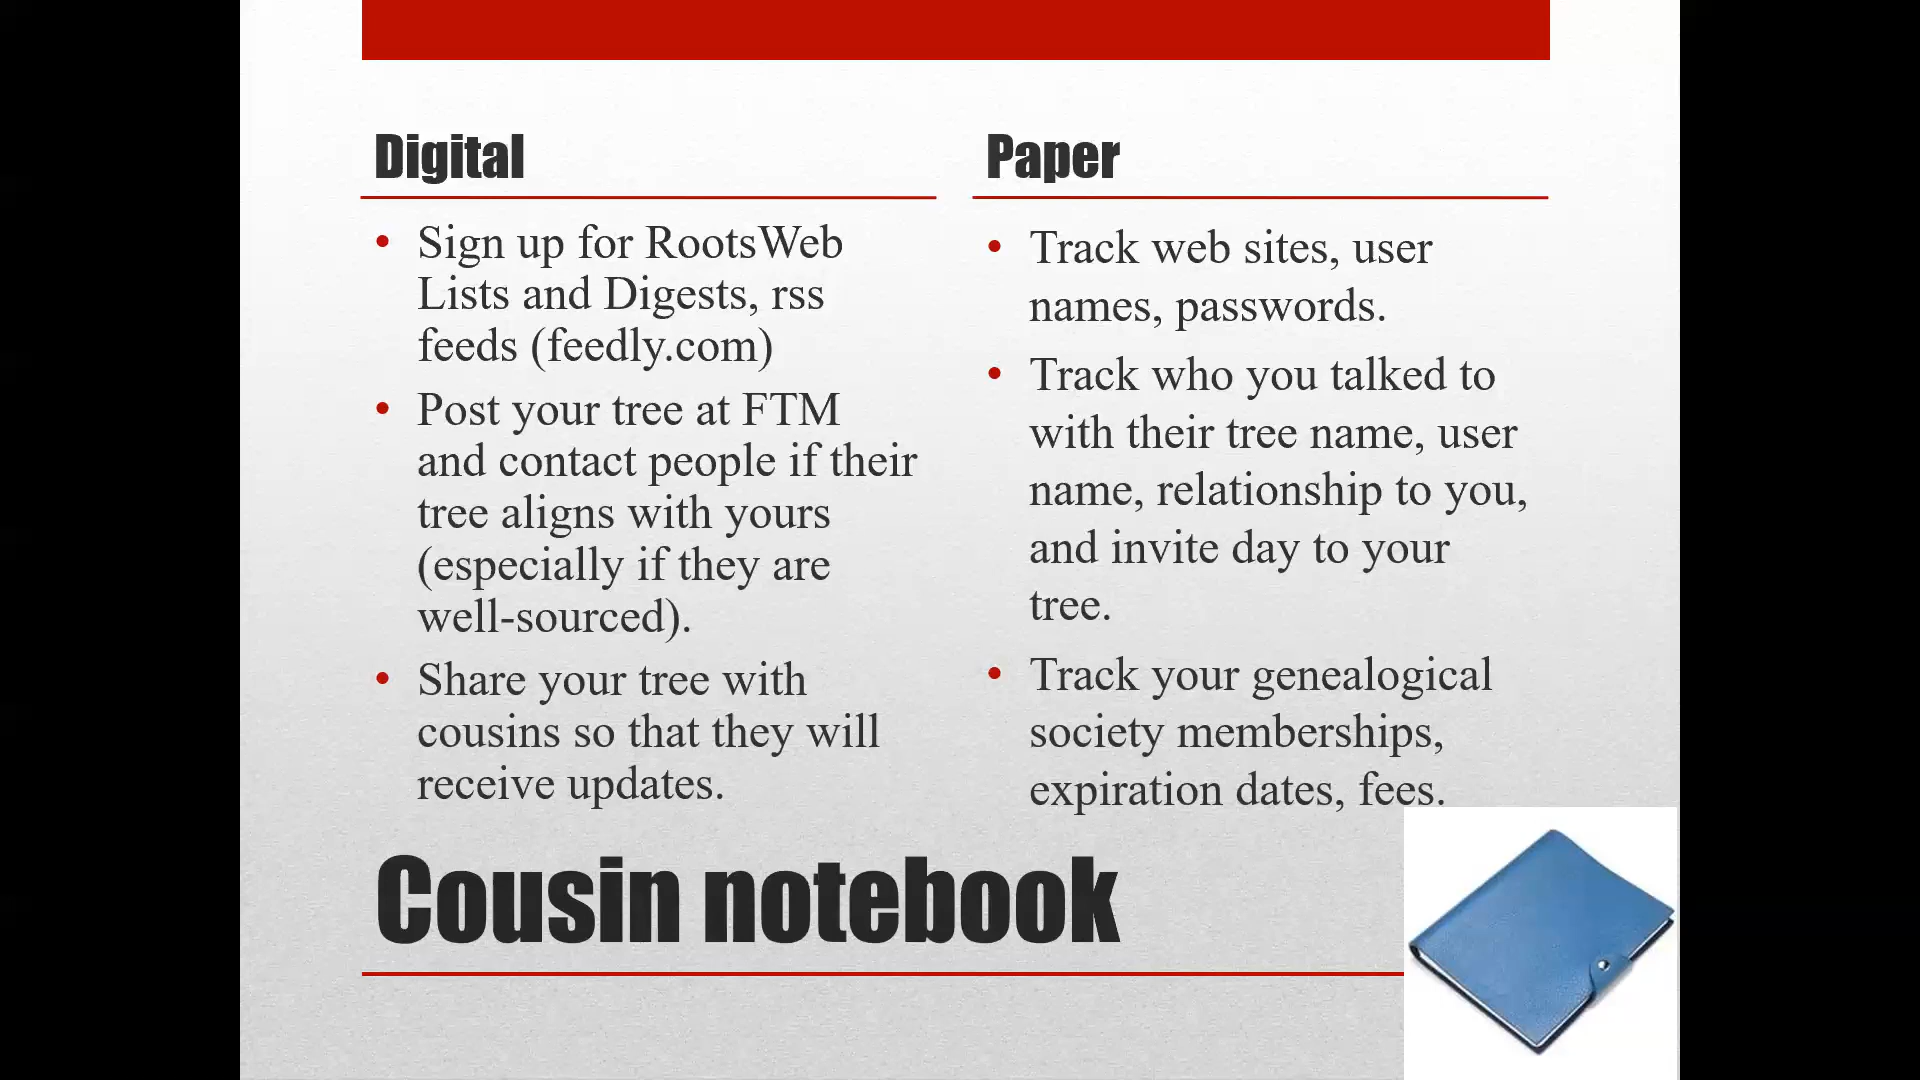 Digital
• Sign up for RootsWeb
Lists and Digests, rss
feeds (feedly.com)
• Post your tree at FTM
and contact people if their
tree aligns with yours
(especially if they are
well-sourced).
• Share your tree with
cousins so that they will
receive updates.
Paper
• Track web sites, user
names, passwords.
• Track who you talked to
with their tree name, user
name, relationship to you,
and invite day to your
tree.
• Track your genealogical
society memberships,
expiration dates, fees.
Cousin notebook